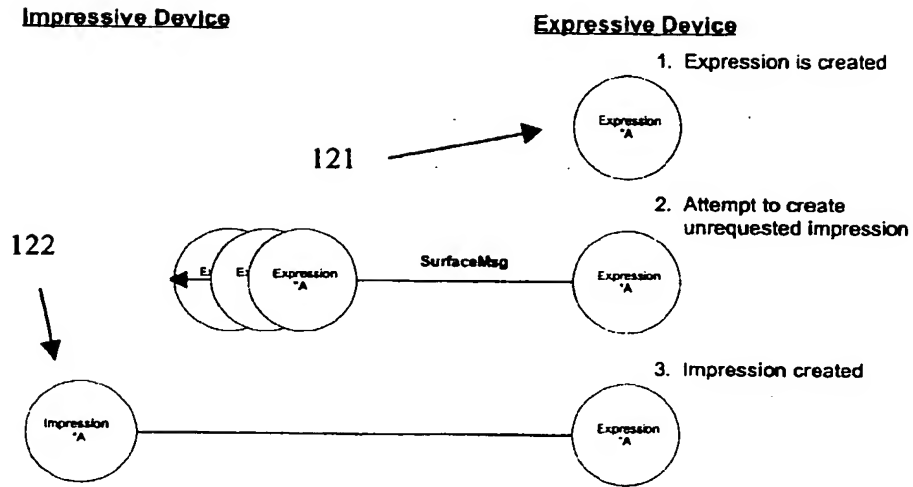 Impressive Device
Expressive Device
1. Expression is created
Expression
"A
121
2. Attempt to create
unrequested impression
122
Ex
E
Expression
"A
SurfaceMsg
Expression
"A
3. Impression created
Impression
"A
Expression
"A